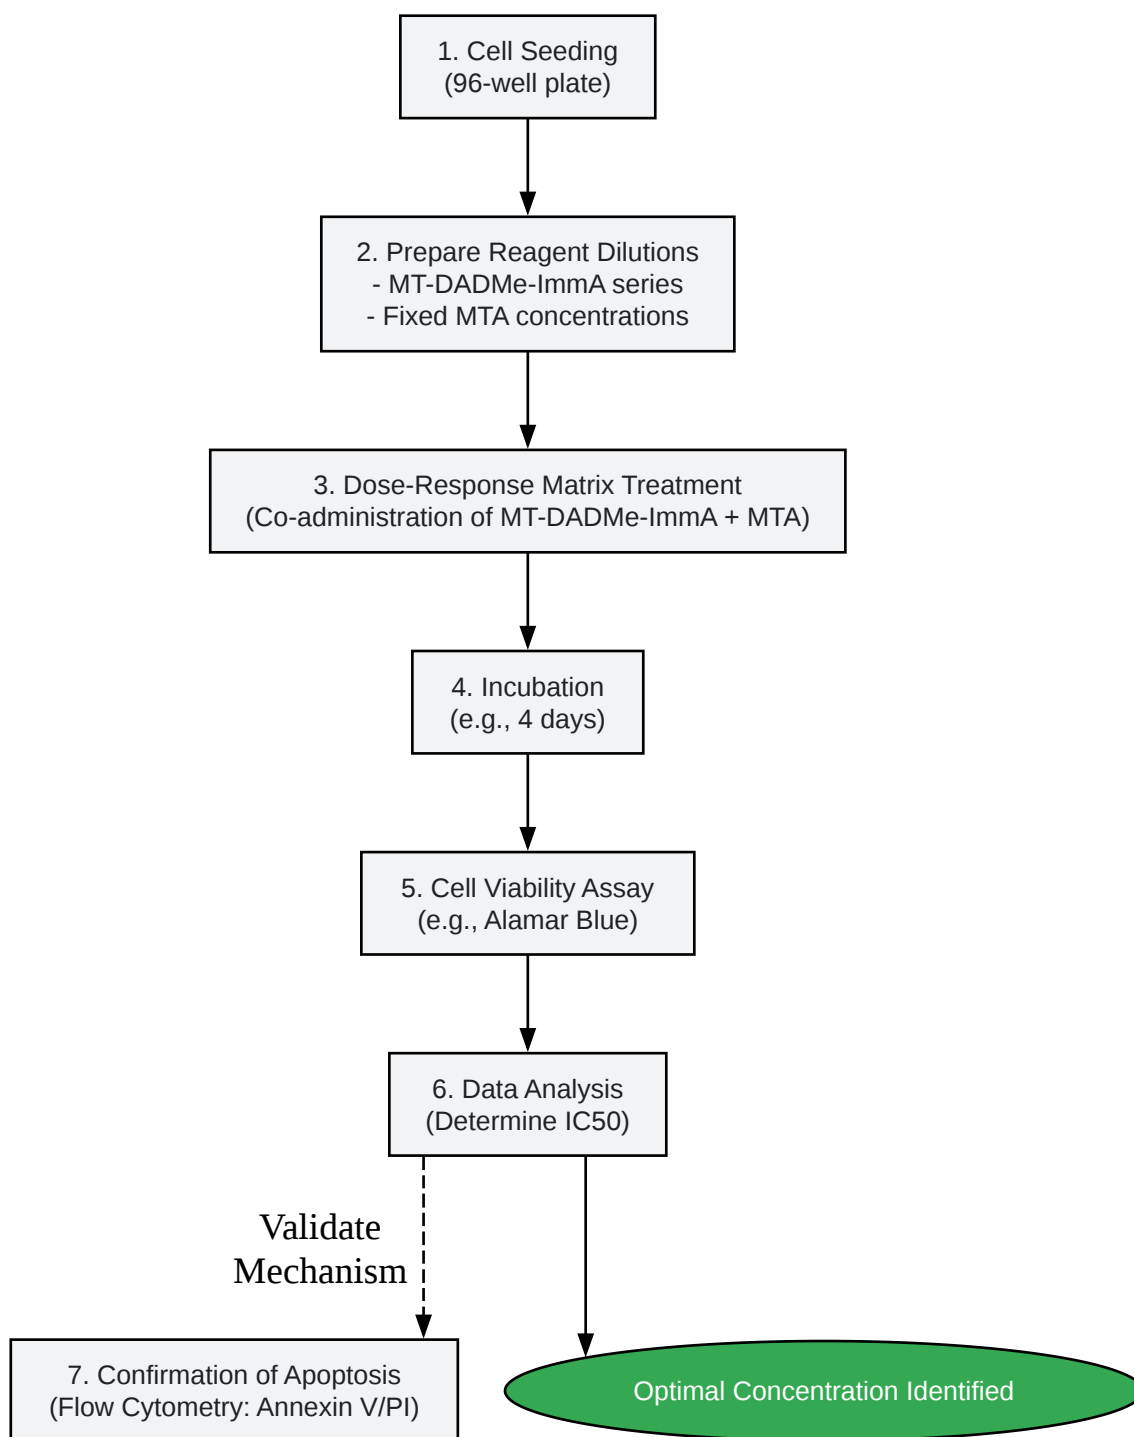 1. Cell Seeding
(96-well plate)
2. Prepare Reagent Dilutions
- MT-DADMe-ImmA series
- Fixed MTA concentrations
3. Dose-Response Matrix Treatment
(Co-administration of MT-DADMe-ImmA + MTA)
4. Incubation
(e.g., 4 days)
5. Cell Viability Assay
(e.g., Alamar Blue)
6. Data Analysis
(Determine IC50)
Validate
Mechanism
7. Confirmation of Apoptosis
(Flow Cytometry: Annexin V/PI)
Optimal Concentration Identified